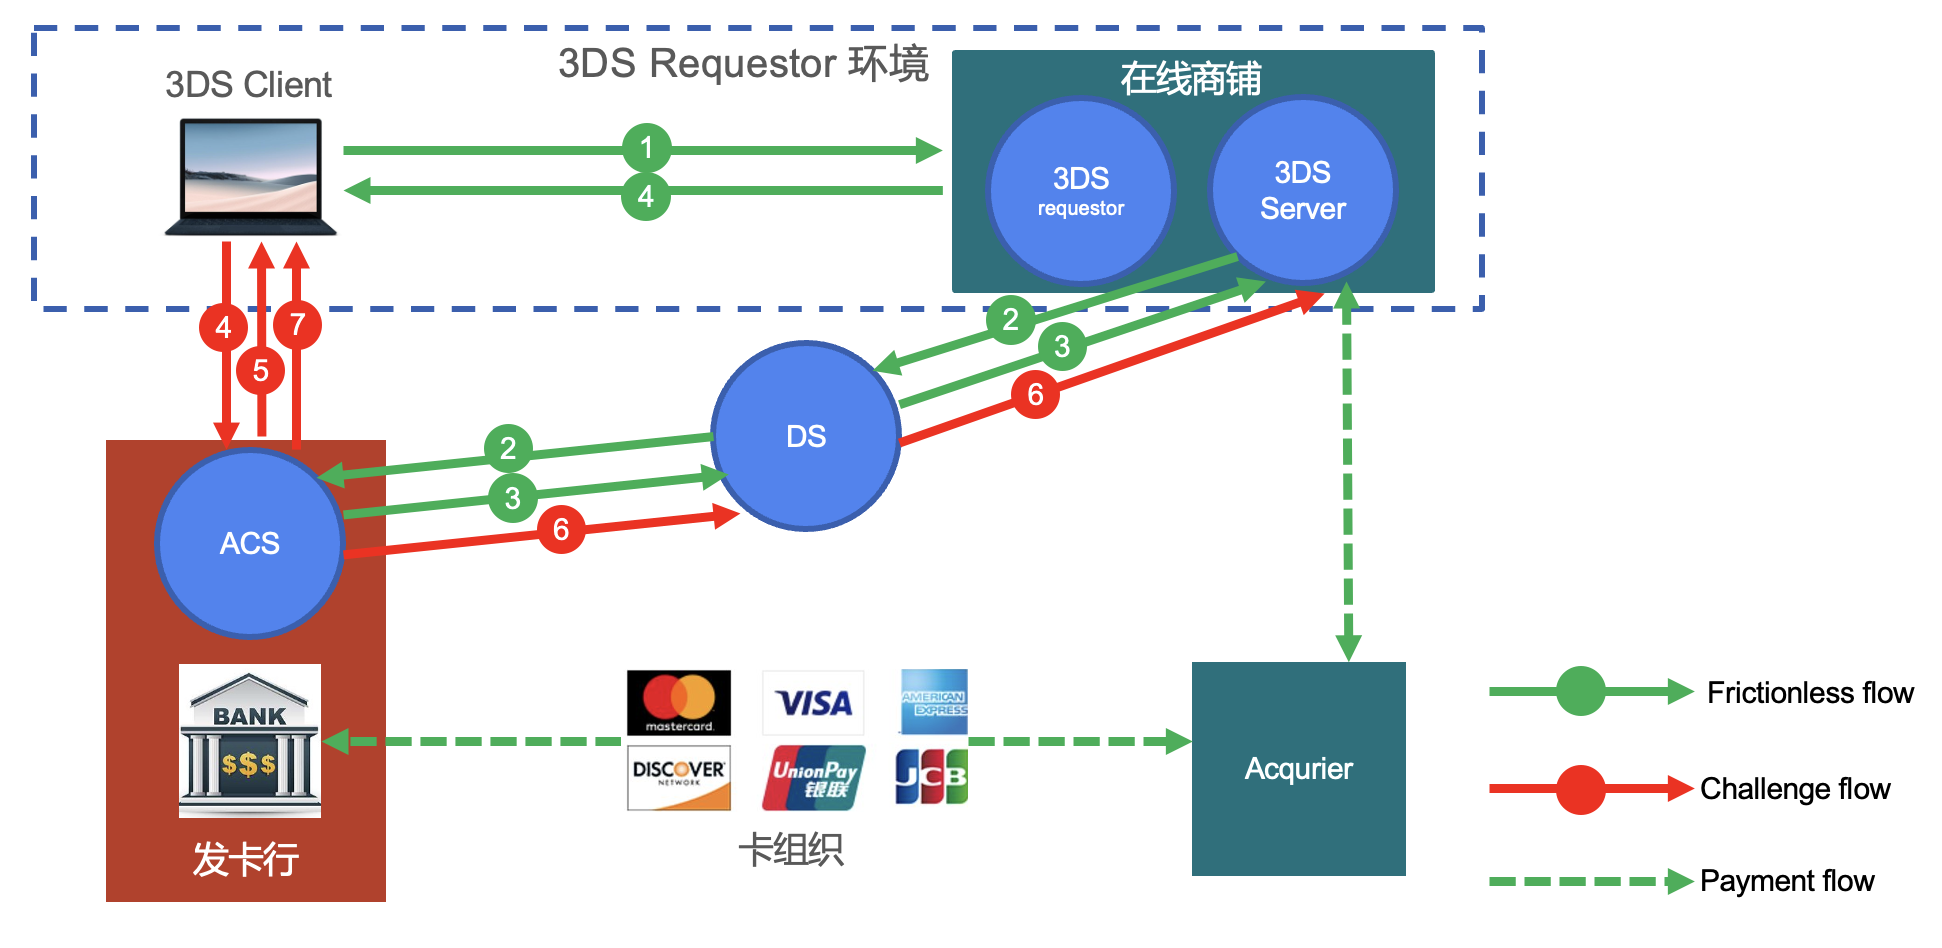 3DS Requestor 环境
3DS Client
在线商铺
1
4
3DS
requestor
3DS
Server
4
5
7
2
3
6
DS
2
3
6
ACS
BANK
$$$
发卡行
mastercard.
VISA
AMERICAN
EXPRESS
DISCOVER
NETWORK
UnionPay
银联
JCB
卡组织
Acqurier
Frictionless flow
Challenge flow
Payment flow